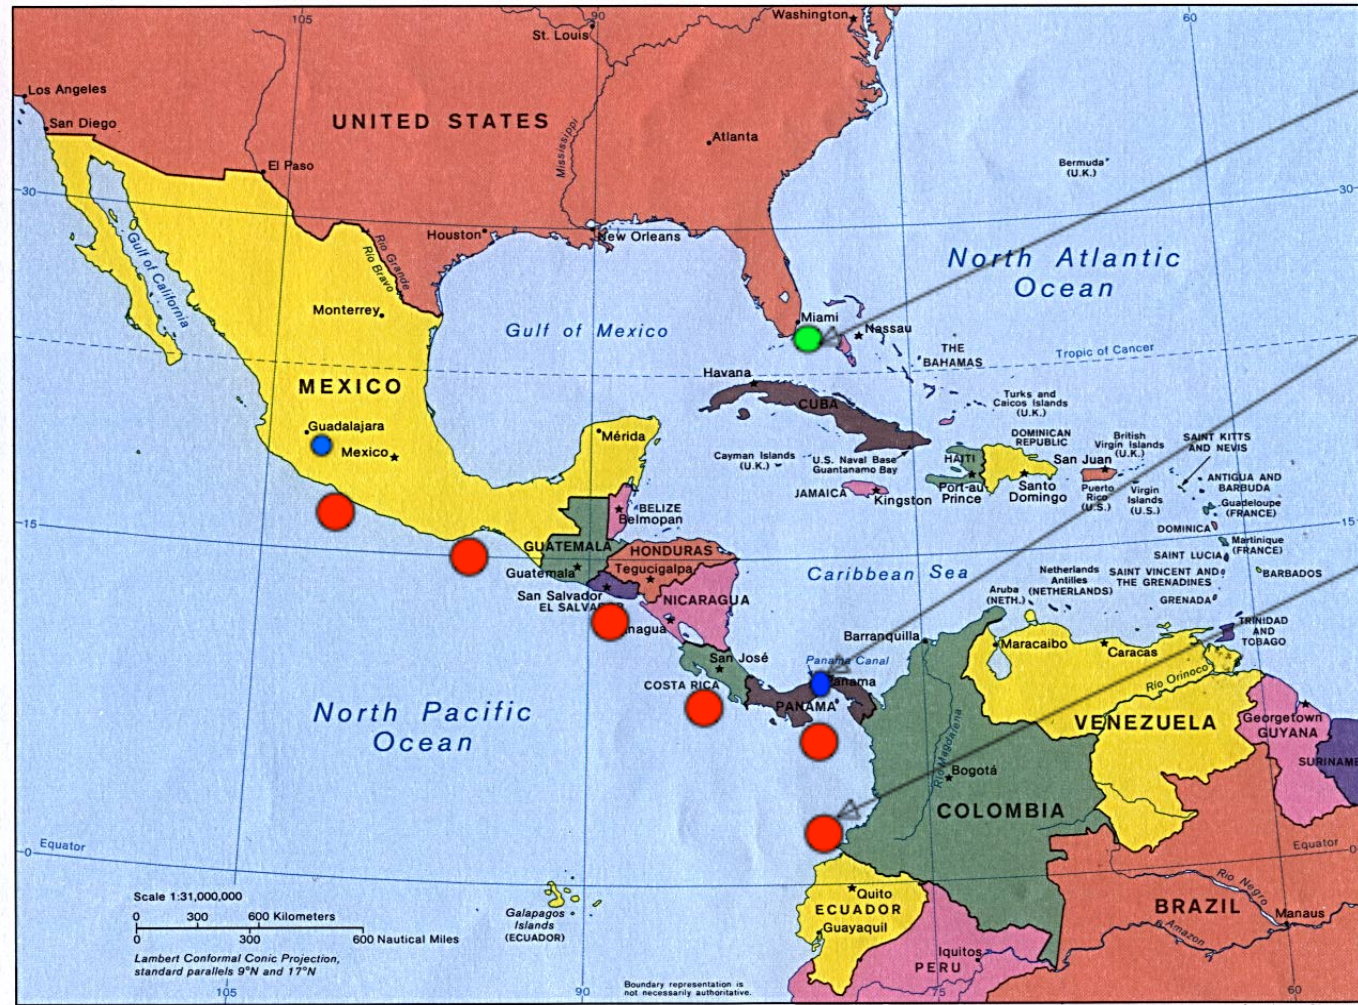 105
90
60
Washington
St. Louis
Los Angeles
San Diego
UNITED STATES
Atlanta
Mississippi
El Paso
Bermuda
(U.K.)
30
30
Houston
New Orleans
Gulf of California
Rio Grande
Rio Bravo
North Atlantic
Ocean
Monterrey
Gulf of Mexico
Miami
Nassau
THE
BAHAMAS
Tropic of Cancer
MEXICO
Havana
CUBA
Turks and
Caicos Islands
(U.K.)
Guadalajara
Mexico
Mérida
Cayman Islands
(U.K.)
U.S. Naval Base
Guantanamo Bay
HAITI
DOMINICAN
REPUBLIC
San Juan
British
Virgin Islands
(U.K.)
SAINT KITTS
AND NEVIS
JAMAICA
Kingston
Port-au-
Prince
Santo
Domingo
Puerto
Rico
(U.S.)
Virgin
Islands
(U.S.)
ANTIGUA AND
BARBUDA
Guadeloupe
(FRANCE)
15
15
BELIZE
Belmopan
DOMINICA
Martinique
(FRANCE)
GUATEMALA
HONDURAS
Guatemala
Tegucigalpa
SAINT LUCIA
BARBADOS
Caribbean Sea
Aruba
(NETH.)
Netherlands
Antilles
(NETHERLANDS)
SAINT VINCENT AND
THE GRENADINES
GRENADA
San Salvador
EL SALVADOR
NICARAGUA
TRINIDAD
AND
TOBAGO
Barranquilla
Maracaibo
Caracas
San José
COSTA RICA
Panama Canal
Panama
PANAMA
Río Orinoco
North Pacific
Ocean
Río Magdalena
VENEZUELA
Georgetown
GUYANA
SURINAME
Bogotá
COLOMBIA
Equator
0
Equator
0
Quito
ECUADOR
Guayaquil
Galapagos
Islands
(ECUADOR)
Rio Negro
BRAZIL
Manaus
Amazon
Iquitos
PERU
Scale 1:31,000,000
0 300 600 Kilometers
0 300 600 Nautical Miles
Lambert Conformal Conic Projection,
standard parallels 9°N and 17°N
Boundary representation is
not necessarily authoritative.
105
90
75
60